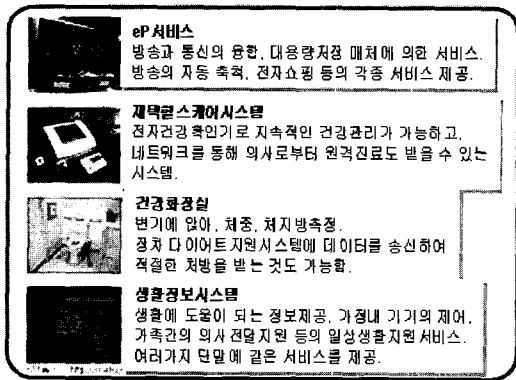 eP 서비스
방송과 통신의 융합, 대용량저장 매체에 의한 서비스.
방송의 자동 축적, 전자쇼핑 등의 각종 서비스 제공.
재택헬스케어시스템
전자건강확인기로 지속적인 건강관리가 가능하고,
네트워크를 통해 의사로부터 원격진료도 받을 수 있는
시스템.
건강화장실
변기에 앉아, 체중, 체지방측정.
장차 다이어트지원시스템에 데이터를 송신하여
적절한 처방을 받는 것도 가능함.
생활정보시스템
생활에 도움이 되는 정보제공, 가정내 기기의 제어,
가족간의 의사전달지원 등의 일상생활지원 서비스.
여러가지 단말에 같은 서비스를 제공.